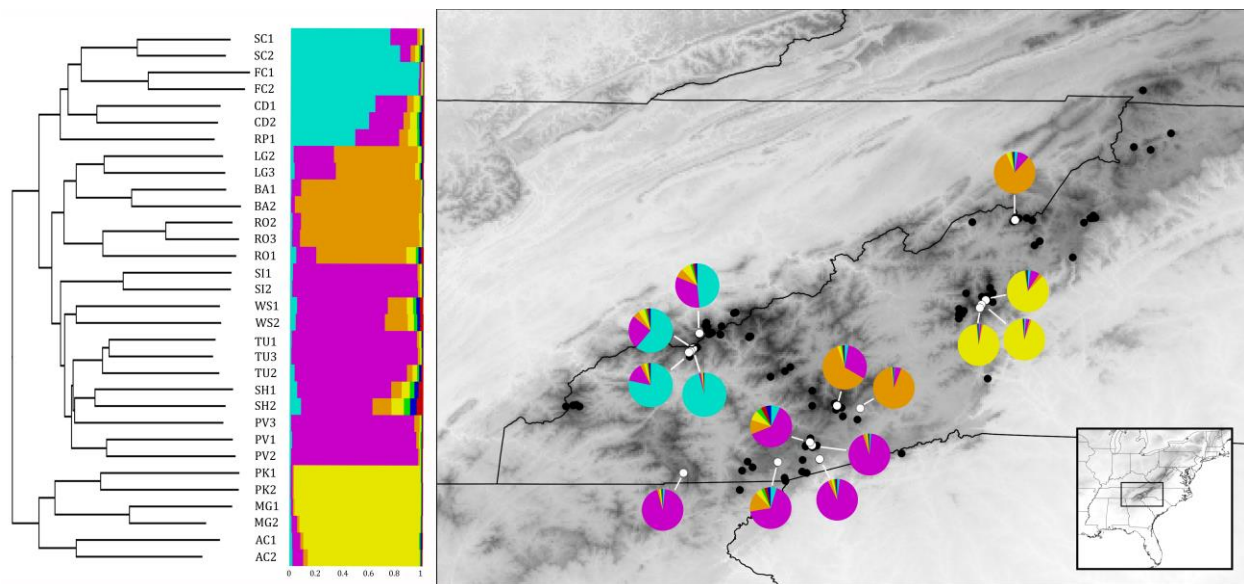 SC1
SC2
FC1
FC2
CD1
CD2
RP1
LG2
LG3
BA1
BA2
RO2
RO3
RO1
SI1
SI2
WS1
WS2
TU1
TU3
TU2
SH1
SH2
PV3
PV1
PV2
PK1
PK2
MG1
MG2
AC1
AC2
0 0.2 0.4 0.6 0.8 1